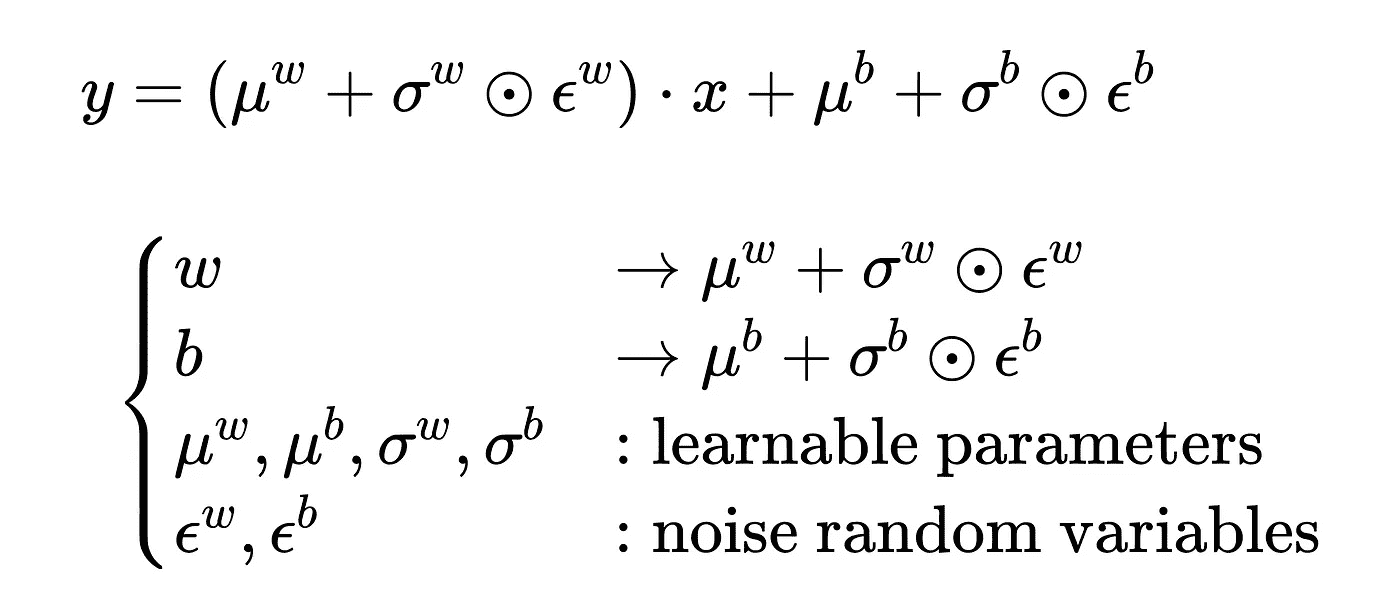 y = (μ^w + σ^w ⊙ ϵ^w) · x + μ^b + σ^b ⊙ ϵ^b
w → μ^w + σ^w ⊙ ϵ^w
b → μ^b + σ^b ⊙ ϵ^b
μ^w, μ^b, σ^w, σ^b : learnable parameters
ϵ^w, ϵ^b : noise random variables